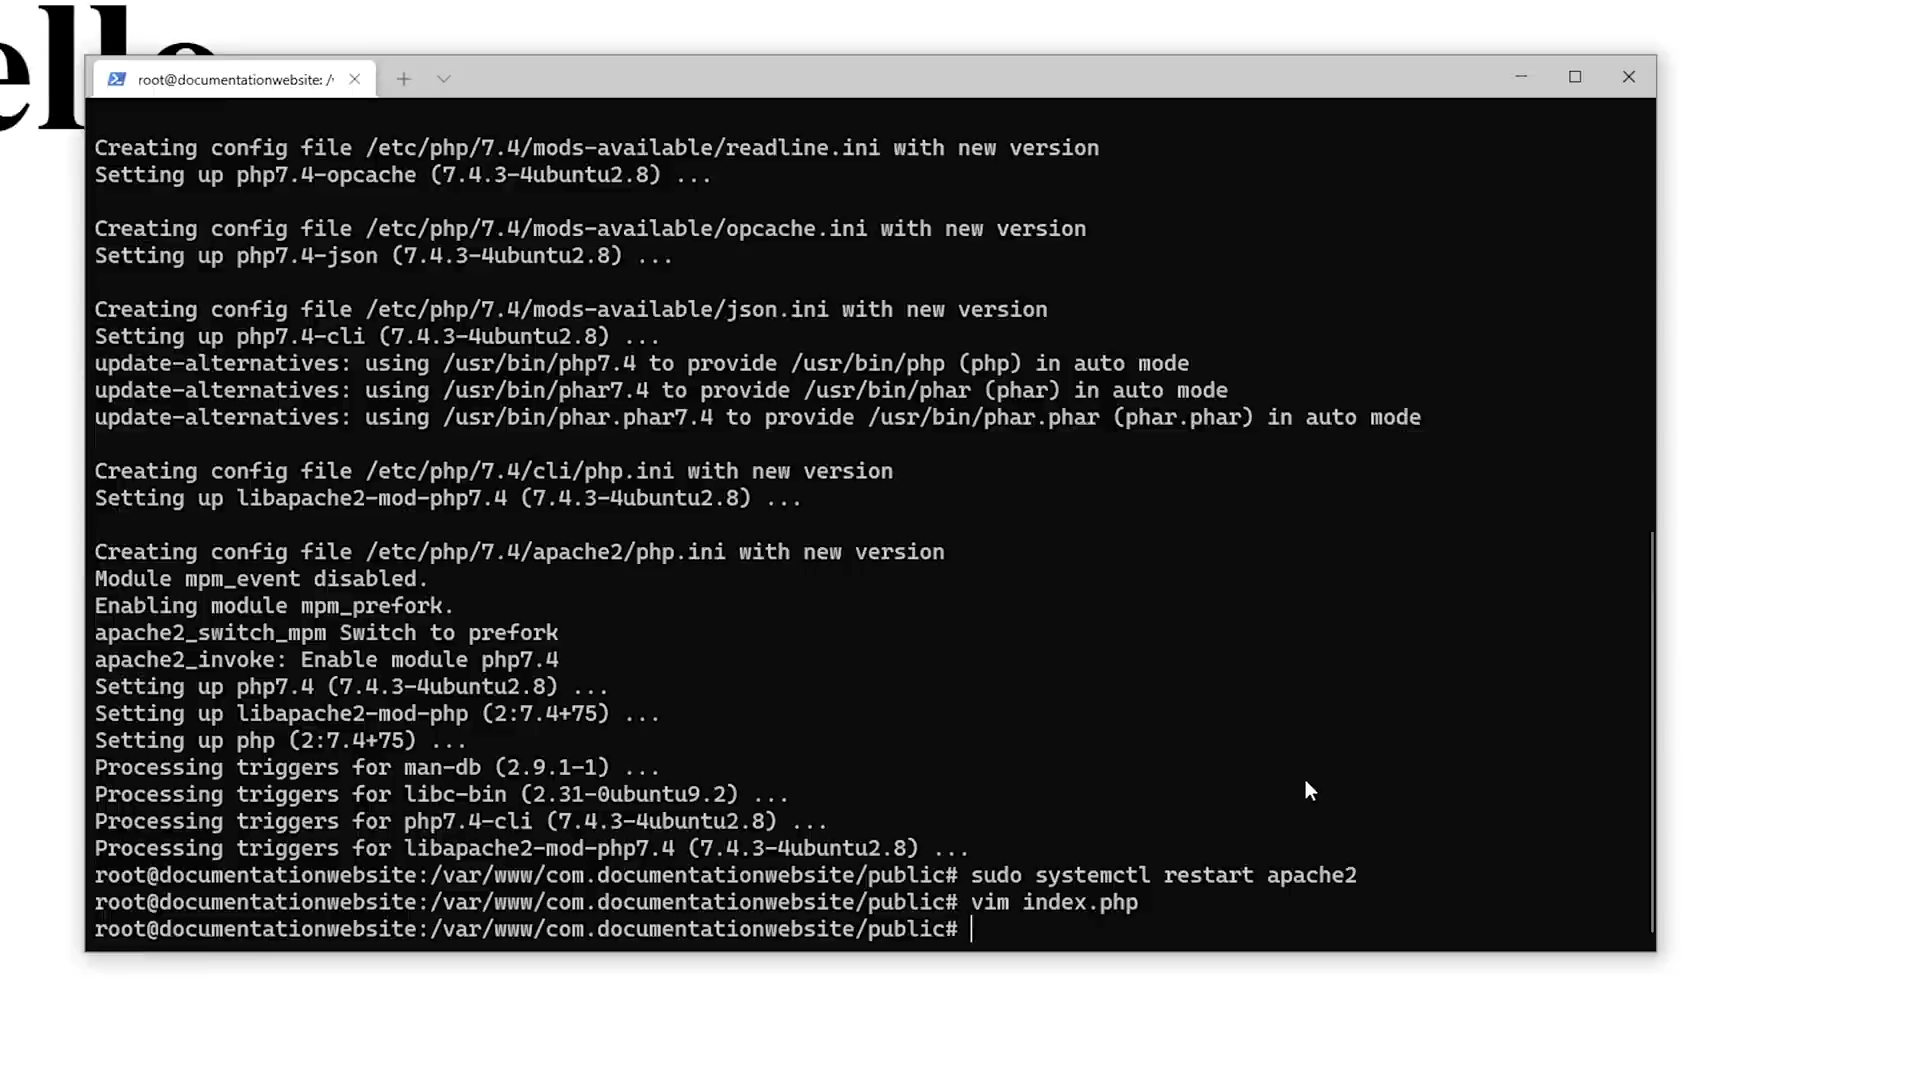 ello
root@documentationwebsite: /
Creating config file /etc/php/7.4/mods-available/readline.ini with new version
Setting up php7.4-opcache (7.4.3-4ubuntu2.8) ...
Creating config file /etc/php/7.4/mods-available/opcache.ini with new version
Setting up php7.4-json (7.4.3-4ubuntu2.8) ...
Creating config file /etc/php/7.4/mods-available/json.ini with new version
Setting up php7.4-cli (7.4.3-4ubuntu2.8) ...
update-alternatives: using /usr/bin/php7.4 to provide /usr/bin/php (php) in auto mode
update-alternatives: using /usr/bin/phar7.4 to provide /usr/bin/phar (phar) in auto mode
update-alternatives: using /usr/bin/phar.phar7.4 to provide /usr/bin/phar.phar (phar.phar) in auto mode
Creating config file /etc/php/7.4/cli/php.ini with new version
Setting up libapache2-mod-php7.4 (7.4.3-4ubuntu2.8) ...
Creating config file /etc/php/7.4/apache2/php.ini with new version
Module mpm_event disabled.
Enabling module mpm_prefork.
apache2_switch_mpm Switch to prefork
apache2_invoke: Enable module php7.4
Setting up php7.4 (7.4.3-4ubuntu2.8) ...
Setting up libapache2-mod-php (2:7.4+75) ...
Setting up php (2:7.4+75) ...
Processing triggers for man-db (2.9.1-1) ...
Processing triggers for libc-bin (2.31-0ubuntu9.2) ...
Processing triggers for php7.4-cli (7.4.3-4ubuntu2.8) ...
Processing triggers for libapache2-mod-php7.4 (7.4.3-4ubuntu2.8) ...
root@documentationwebsite:/var/www/com.documentationwebsite/public# sudo systemctl restart apache2
root@documentationwebsite:/var/www/com.documentationwebsite/public# vim index.php
root@documentationwebsite:/var/www/com.documentationwebsite/public#